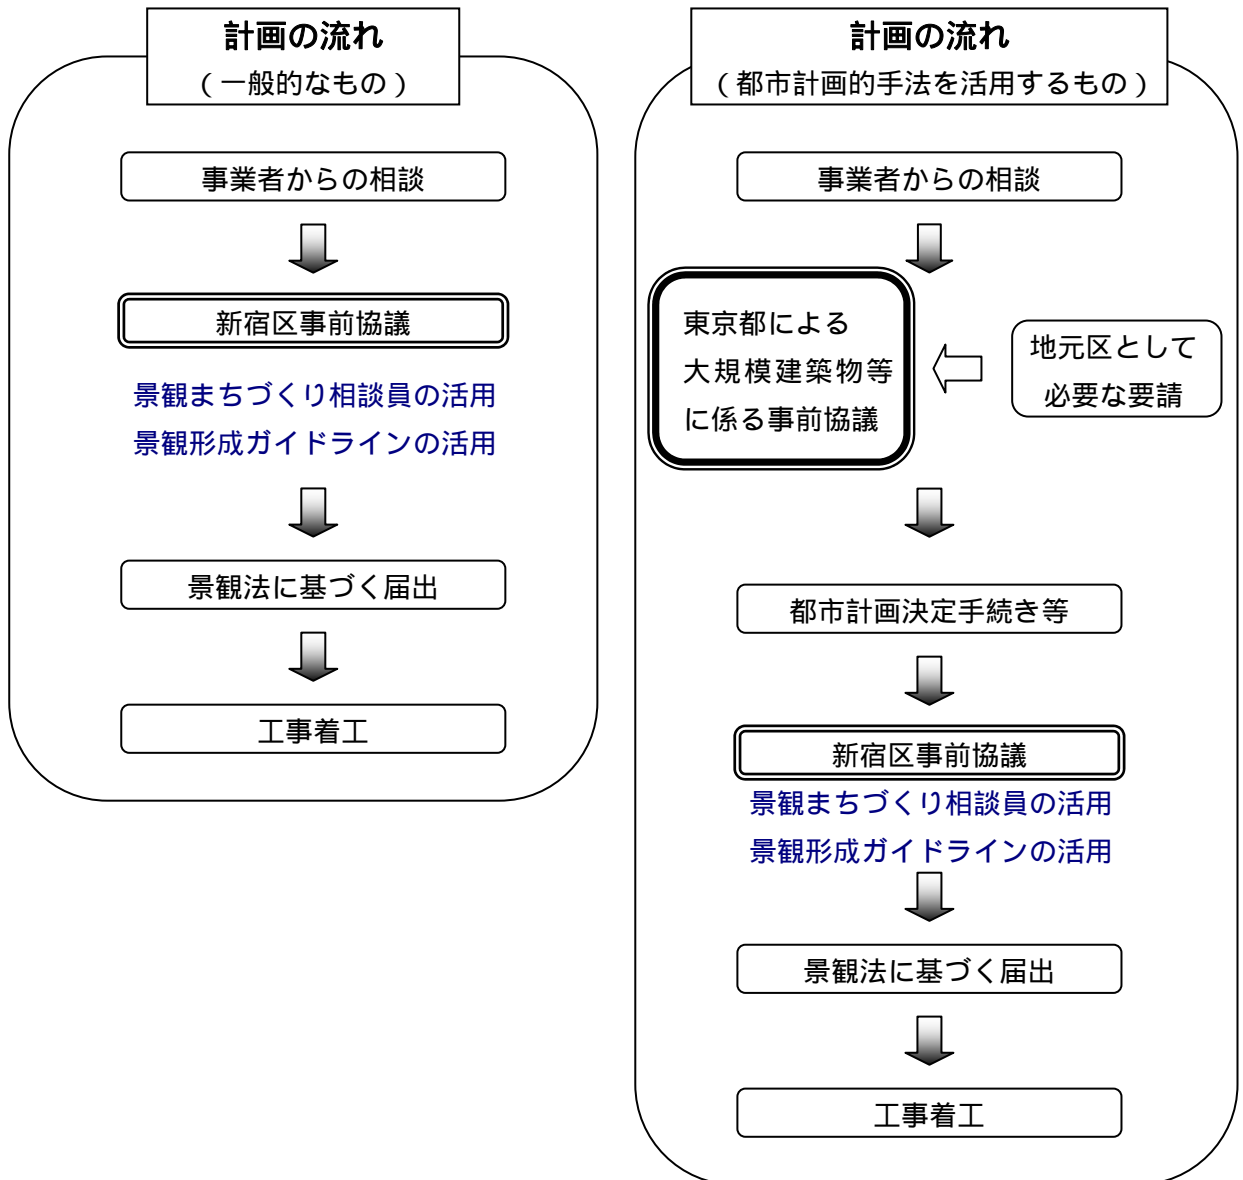 計画の流れ
（一般的なもの）
事業者からの相談
新宿区事前協議
景観まちづくり相談員の活用
景観形成ガイドラインの活用
景観法に基づく届出
工事着工
計画の流れ
（都市計画的手法を活用するもの）
事業者からの相談
東京都による
大規模建築物等
に係る事前協議
地元区として
必要な要請
都市計画決定手続き等
新宿区事前協議
景観まちづくり相談員の活用
景観形成ガイドラインの活用
景観法に基づく届出
工事着工